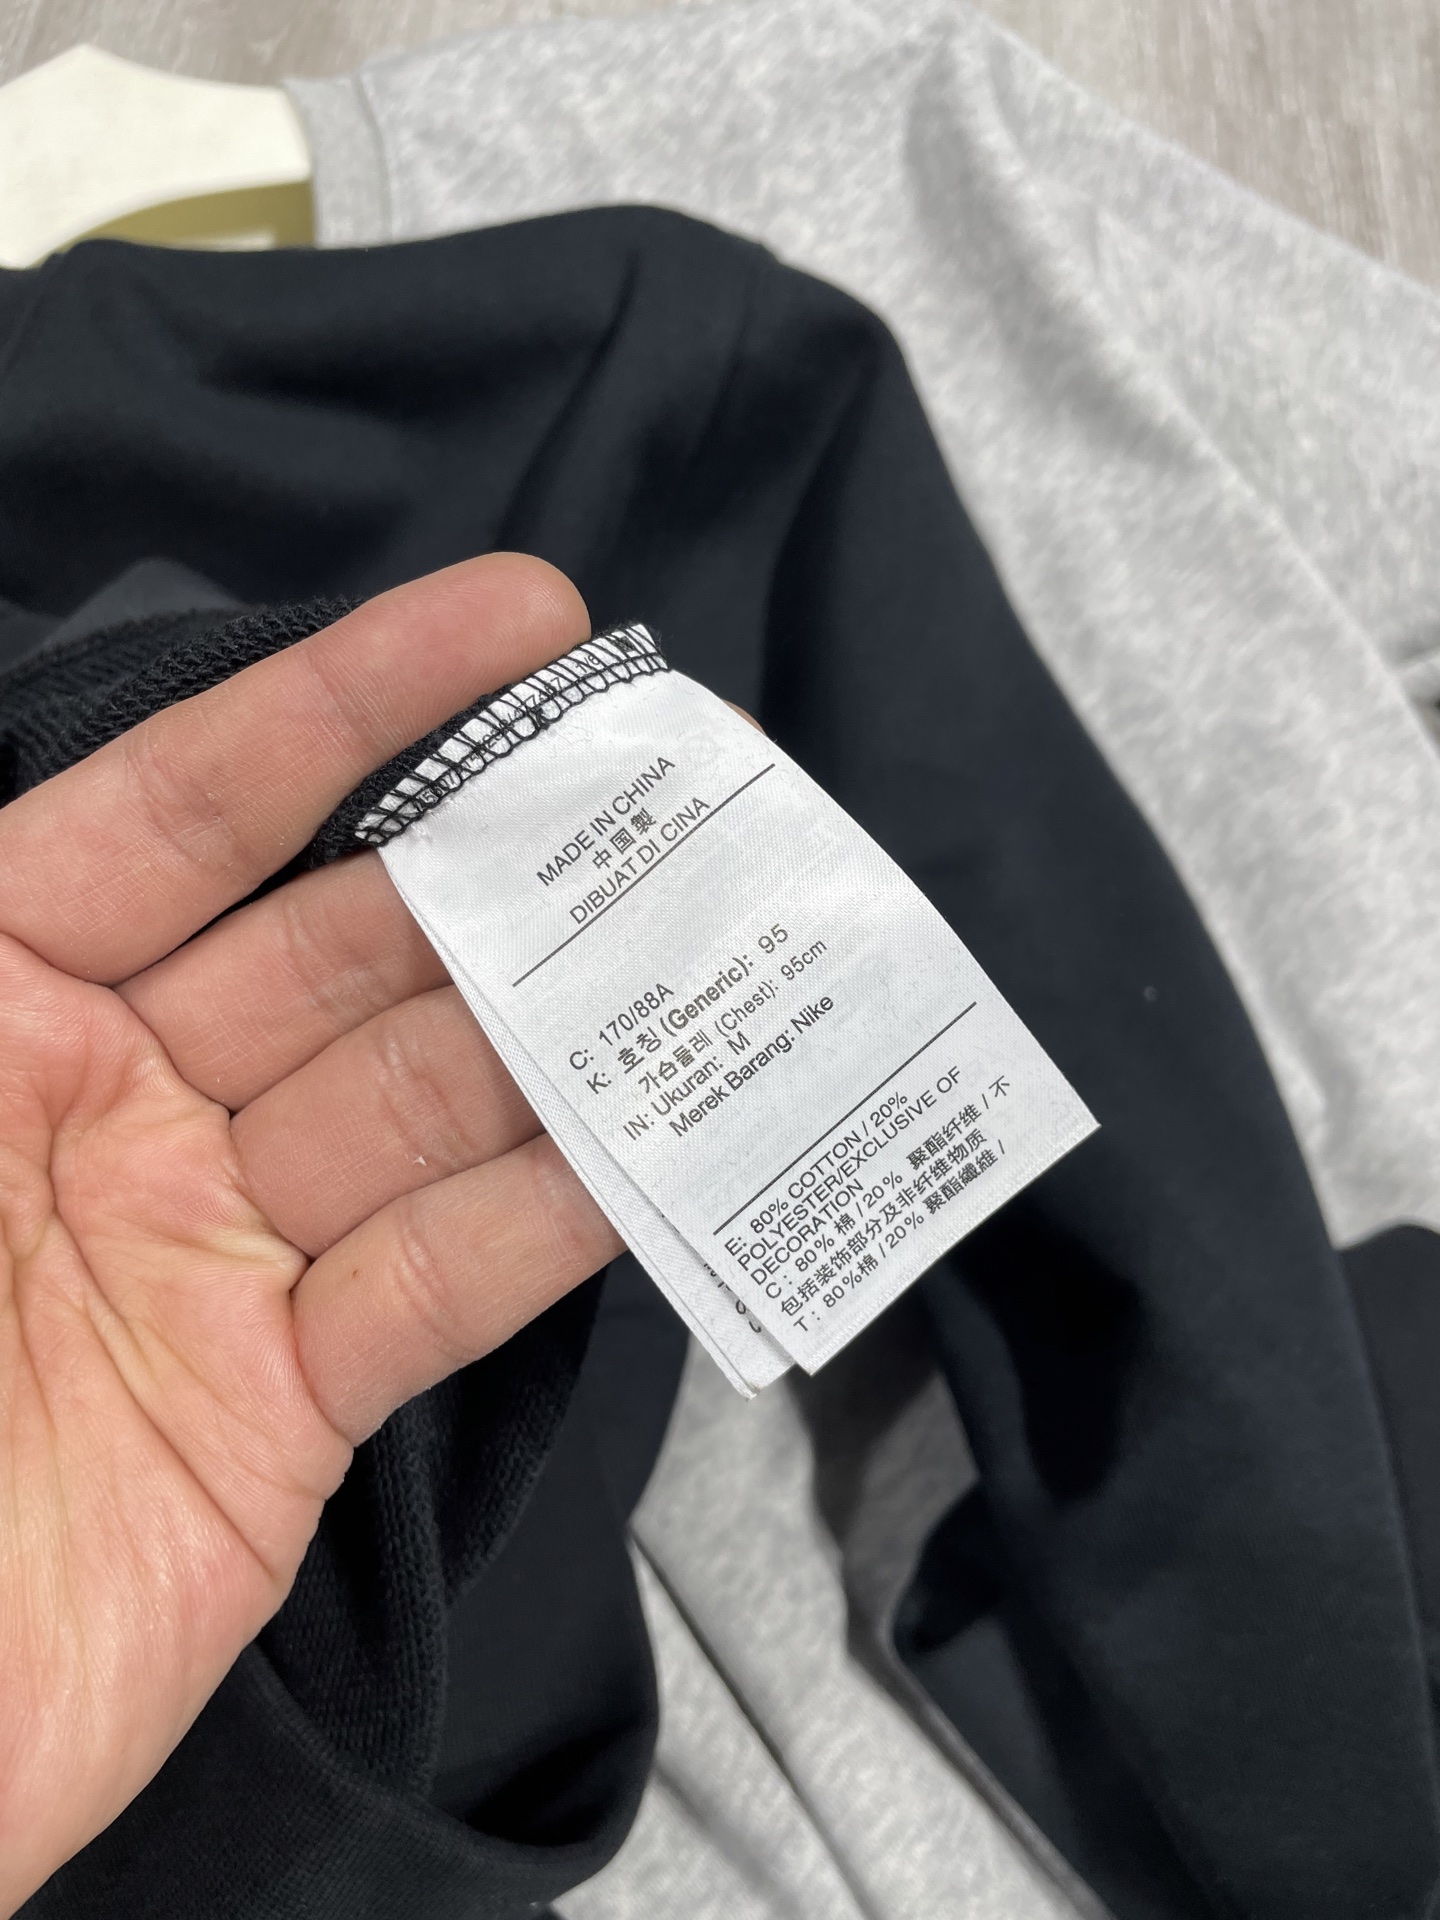 MADE IN CHINA
中国製
DIBUAT DI CINA
C: 170/88A
K: 호칭 (Generic): 95
가슴둘레 (Chest): 95cm
IN: Ukuran: M
Merek Barang: Nike
E: 80% COTTON / 20%
POLYESTER/EXCLUSIVE OF
DECORATION
C : 80% 棉 /20% 聚酯纤维 / 不
包括装饰部分及非纤维物质
T : 80%棉 / 20% 聚酯纖維 /